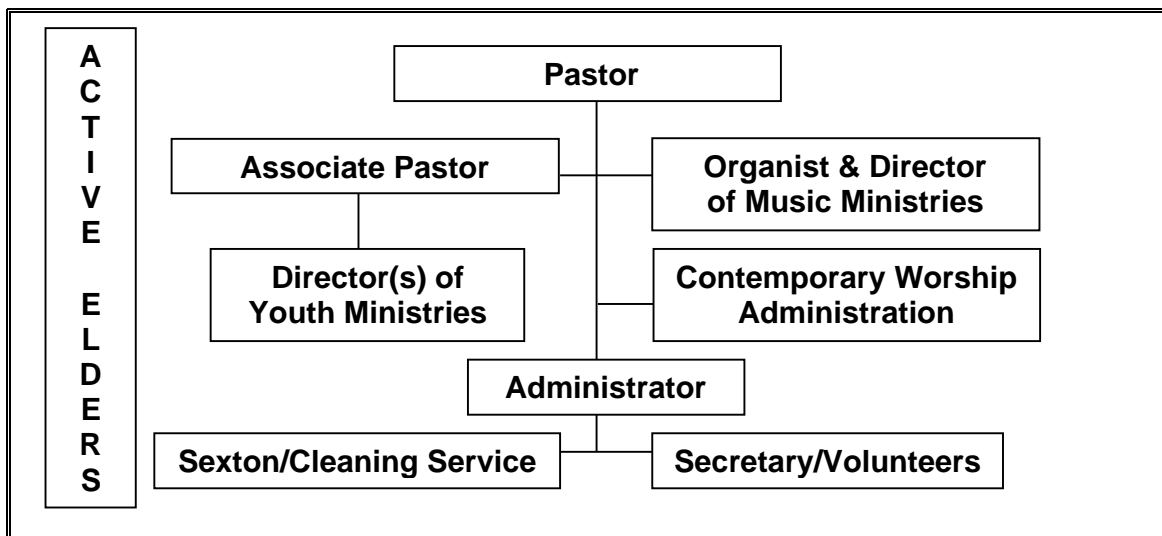 A
C
T
I
V
E
E
L
D
E
R
S
Pastor
Associate Pastor
Organist & Director
of Music Ministries
Director(s) of
Youth Ministries
Contemporary Worship
Administration
Administrator
Sexton/Cleaning Service
Secretary/Volunteers